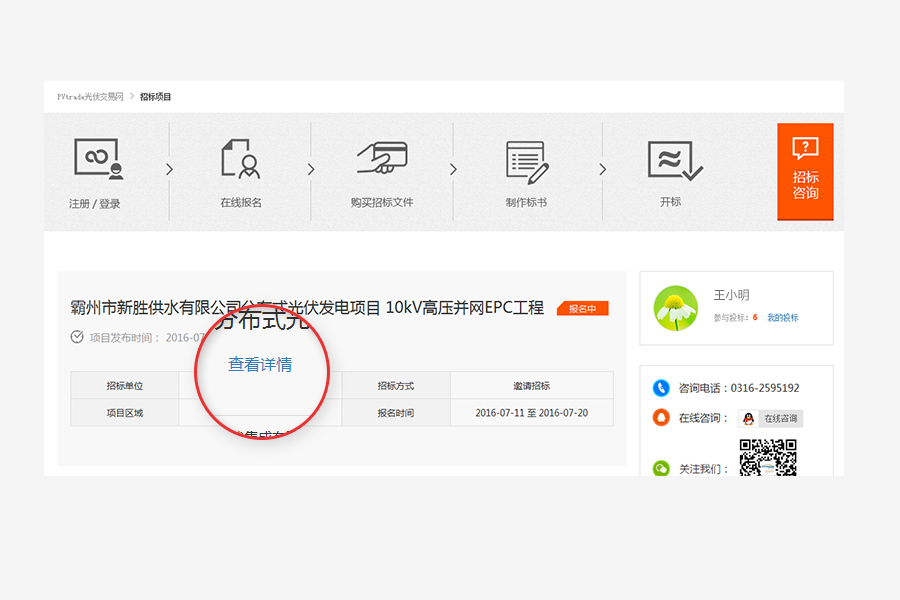 PVtrade光伏交易网 > 招标项目
注册 / 登录
在线报名
购买招标文件
制作标书
开标
招标
咨询
霸州市新胜供水有限公司分布式光伏发电项目 10kV高压并网EPC工程
报名中
项目发布时间： 2016-07
分布式光
查看详情
招标单位
招标方式
邀请招标
项目区域
报名时间
2016-07-11 至 2016-07-20
集成
王小明
参与投标：6 我的投标
咨询电话：0316-2595192
在线咨询：
在线咨询
关注我们：